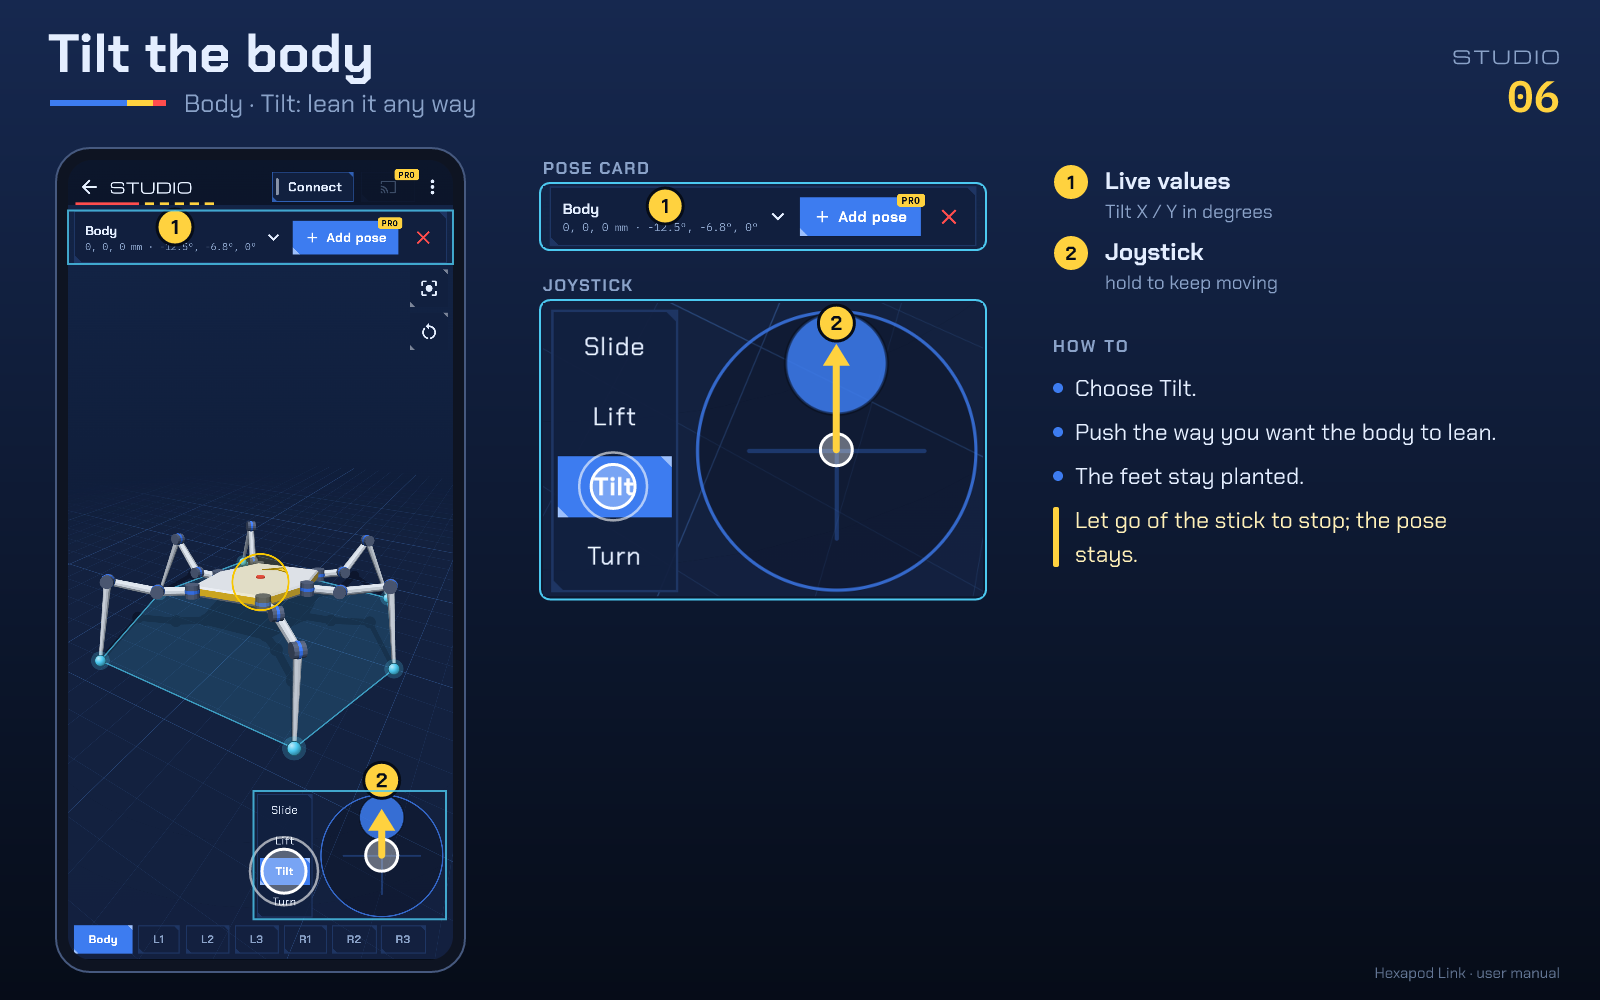 Tilt the body
Body · Tilt: lean it any way
STUDIO
06
STUDIO
Connect
PRO
Body
1
0, 0, 0 mm · -12.5°, -6.8°, 0°
+ Add pose
PRO
2
Slide
Lift
Tilt
Turn
Body
L1
L2
L3
R1
R2
R3
POSE CARD
Body
1
0, 0, 0 mm · -12.5°, -6.8°, 0°
+ Add pose
PRO
JOYSTICK
2
Slide
Lift
Tilt
Turn
1 Live values
Tilt X / Y in degrees
2 Joystick
hold to keep moving
HOW TO
Choose Tilt.
Push the way you want the body to lean.
The feet stay planted.
Let go of the stick to stop; the pose
stays.
Hexapod Link · user manual